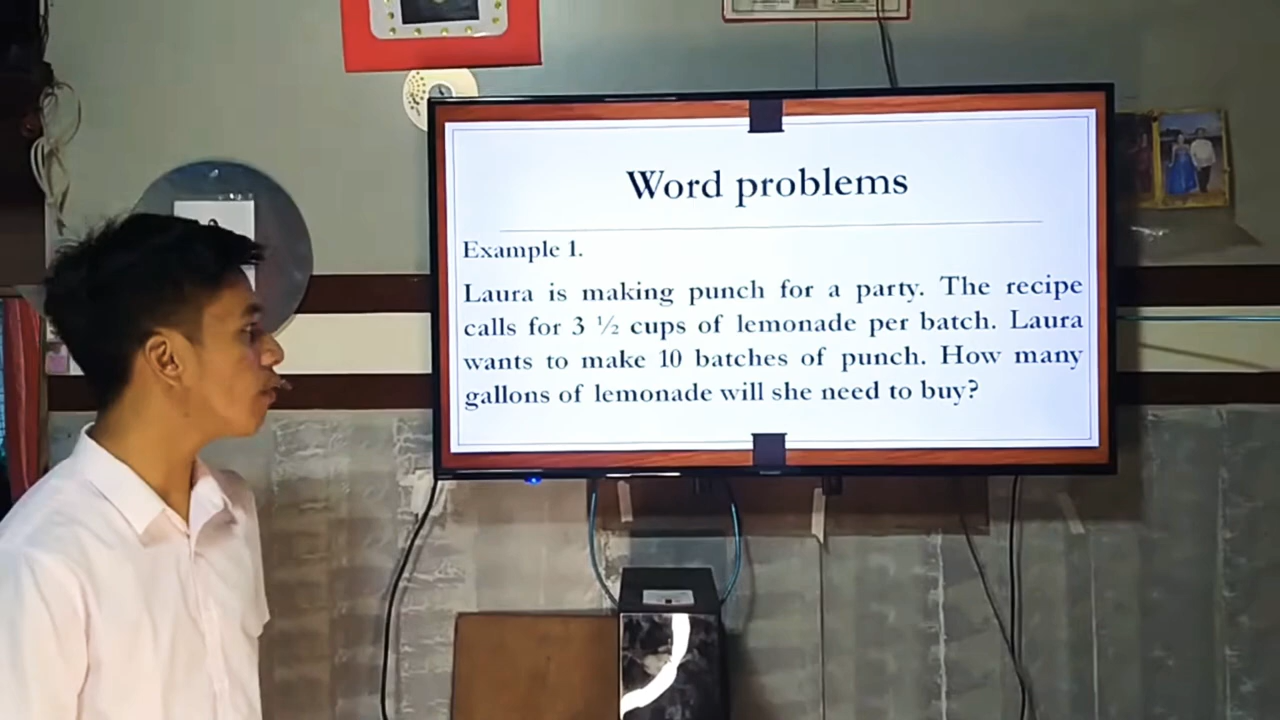 Word problems
Example 1.
Laura is making punch for a party. The recipe
calls for 3 ½ cups of lemonade per batch. Laura
wants to make 10 batches of punch. How many
gallons of lemonade will she need to buy?